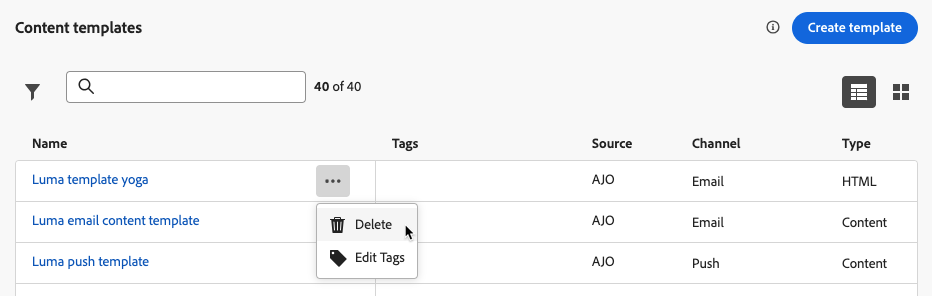 Content templates
Create template
40 of 40
Name Tags Source Channel Type
Luma template yoga AJO Email HTML
Luma email content template Delete AJO Email Content
Edit Tags
Luma push template AJO Push Content